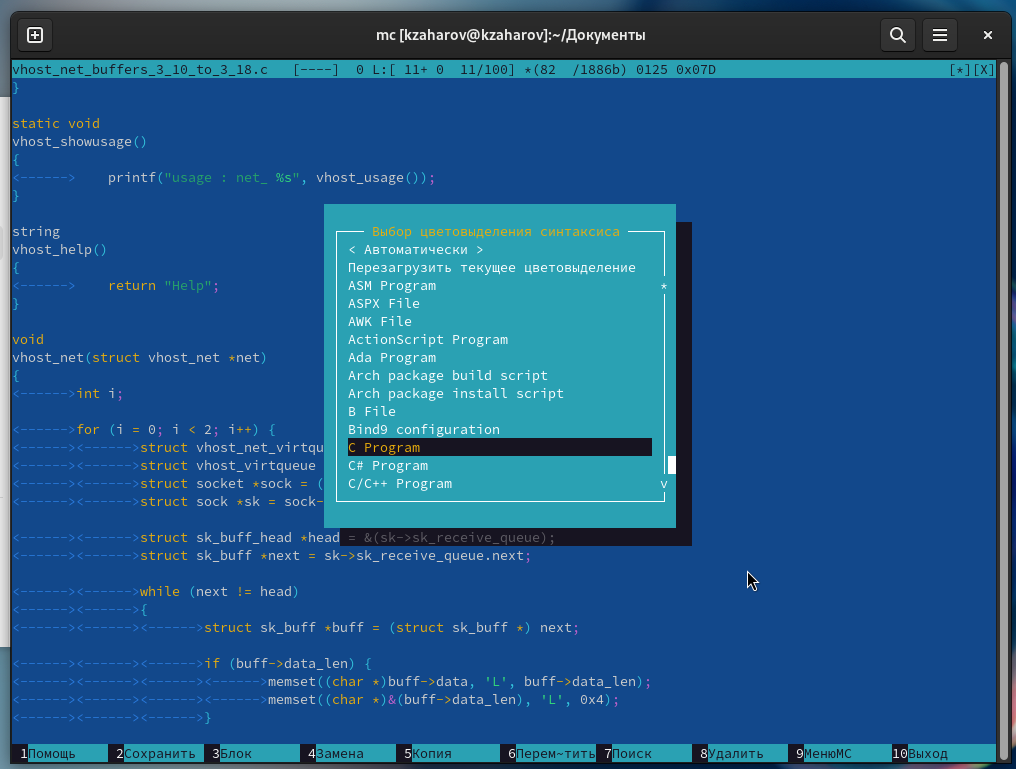 mc [kzaharov@kzaharov]:~/Документы
vhost_net_buffers_3_10_to_3_18.c   [----]  0 L:[ 11+ 0  11/100] *(82  /1886b) 0125 0x07D                             [*][X]
}
static void
vhost_showusage()
{
<------>    printf("usage : net_ %s", vhost_usage());
}
string
vhost_help()
{
<------>    return "Help";
}
void
vhost_net(struct vhost_net *net)
{
<------>int i;
<------>for (i = 0; i < 2; i++) {
<------><------>struct vhost_net_virtqu
<------><------>struct vhost_virtqueue
<------><------>struct socket *sock = (
<------><------>struct sock *sk = sock-
<------><------>struct sk_buff_head *head = &(sk->sk_receive_queue);
<------><------>struct sk_buff *next = sk->sk_receive_queue.next;
<------><------>while (next != head)
<------><------>{
<------><------><------>struct sk_buff *buff = (struct sk_buff *) next;
<------><------><------>if (buff->data_len) {
<------><------><------><------>memset((char *)buff->data, 'L', buff->data_len);
<------><------><------><------>memset((char *)&(buff->data_len), 'L', 0x4);
<------><------><------>}
Выбор цветовыделения синтаксиса
< Автоматически >
Перезагрузить текущее цветовыделение
ASM Program
ASPX File
AWK File
ActionScript Program
Ada Program
Arch package build script
Arch package install script
B File
Bind9 configuration
C Program
C# Program
C/C++ Program
1Помощь 2Сохранить 3Блок 4Замена 5Копия 6Перем~тить 7Поиск 8Удалить 9МенюMC 10Выход